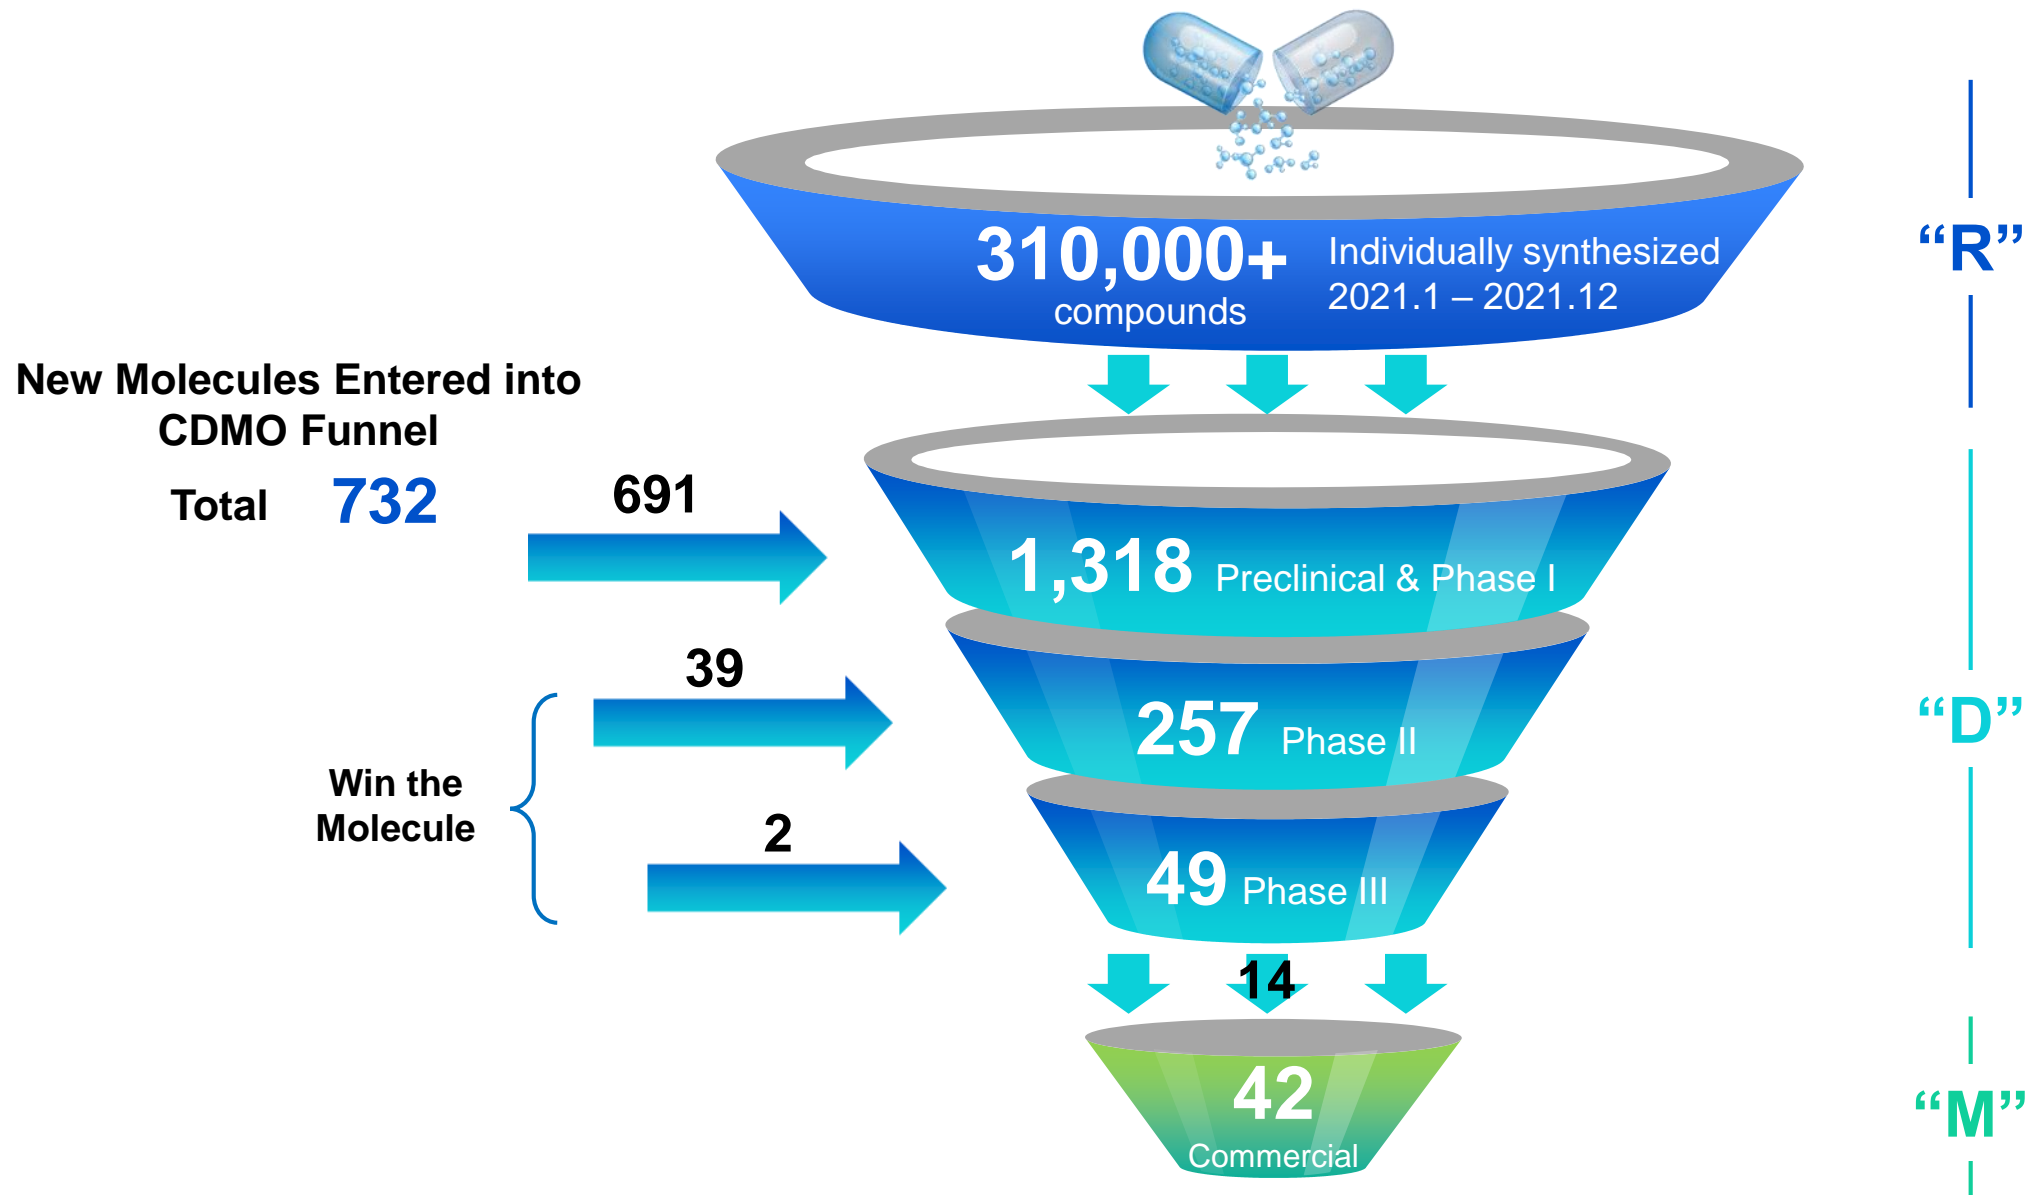 310,000+
compounds
Individually synthesized
2021.1 – 2021.12
“R”
New Molecules Entered into
CDMO Funnel
Total 732
691
1,318 Preclinical & Phase I
39
257 Phase II
“D”
Win the
Molecule
2
49 Phase III
14
42
Commercial
“M”